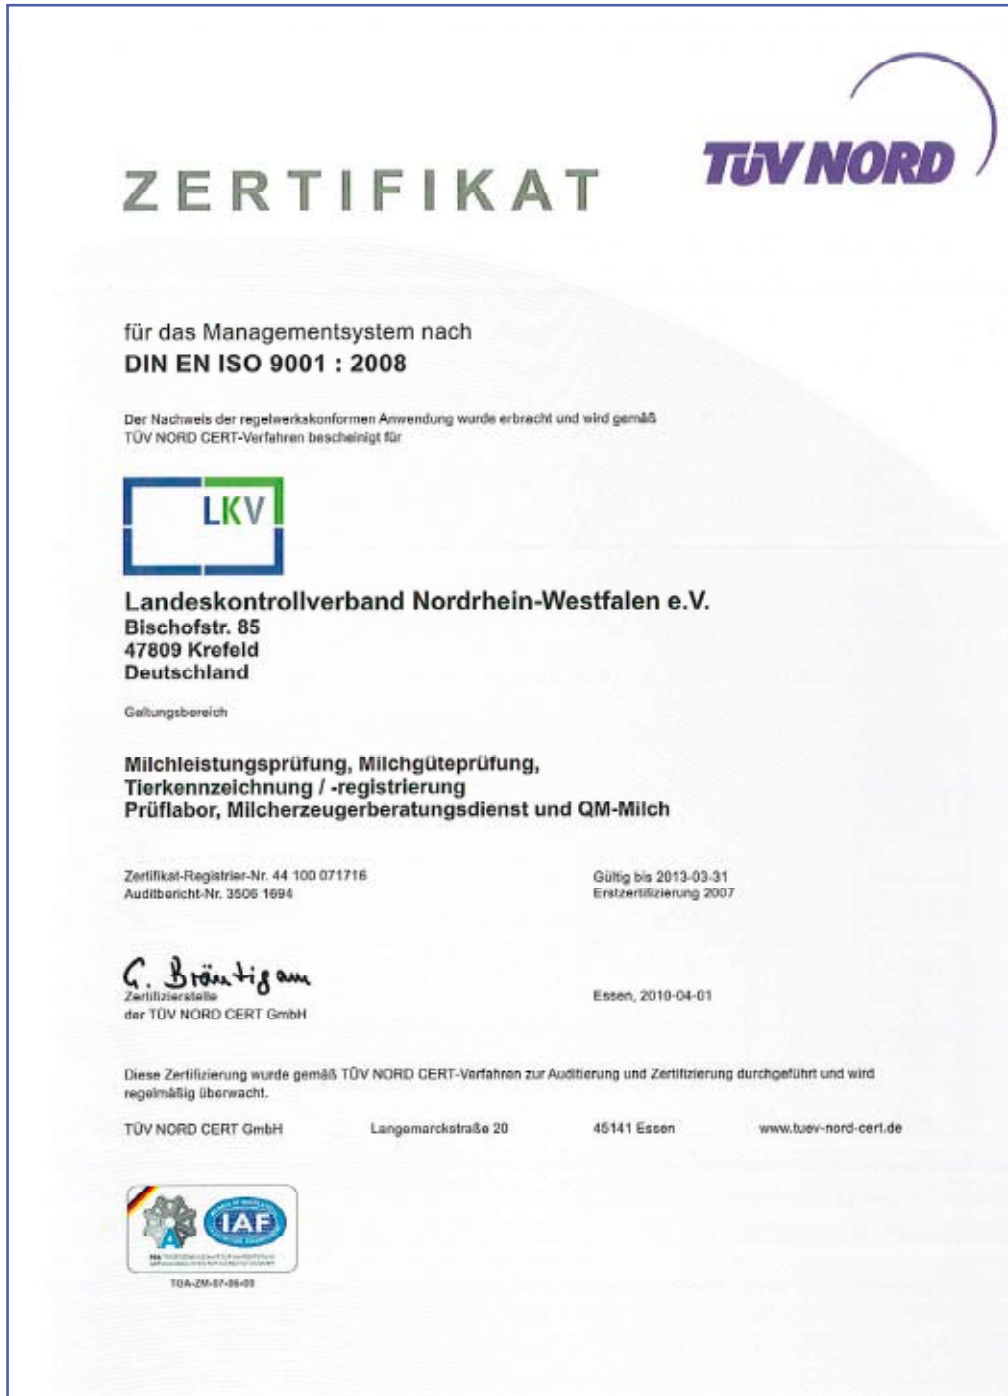 TÜV NORD
ZERTIFIKAT
für das Managementsystem nach
DIN EN ISO 9001 : 2008
Der Nachweis der regelwerkskonformen Anwendung wurde erbracht und wird gemäß
TÜV NORD CERT-Verfahren bescheinigt für
LKV
Landeskontrollverband Nordrhein-Westfalen e.V.
Bischofstr. 85
47809 Krefeld
Deutschland
Geltungsbereich
Milchleistungsprüfung, Milchgüteprüfung,
Tierkennzeichnung / -registrierung
Prüflabor, Milcherzeugerberatungsdienst und QM-Milch
Zertifikat-Registrier-Nr. 44 100 071716
Auditbericht-Nr. 3506 1694
Gültig bis 2013-03-31
Erstzertifizierung 2007
G. Bräutigam
Zertifizierstelle
der TÜV NORD CERT GmbH
Essen, 2010-04-01
Diese Zertifizierung wurde gemäß TÜV NORD CERT-Verfahren zur Auditierung und Zertifizierung durchgeführt und wird
regelmäßig überwacht.
TÜV NORD CERT GmbH Langemarckstraße 20 45141 Essen www.tuev-nord-cert.de
IAF
TGA-ZM-07-06-00